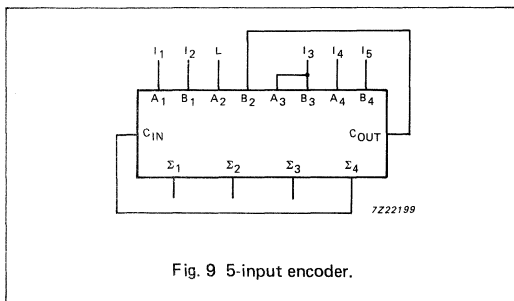 I1 I2 L I3 I4 I5
A1 B1 A2 B2 A3 B3 A4 B4
CIN COUT
Σ1 Σ2 Σ3 Σ4
7Z22199
Fig. 9 5-input encoder.